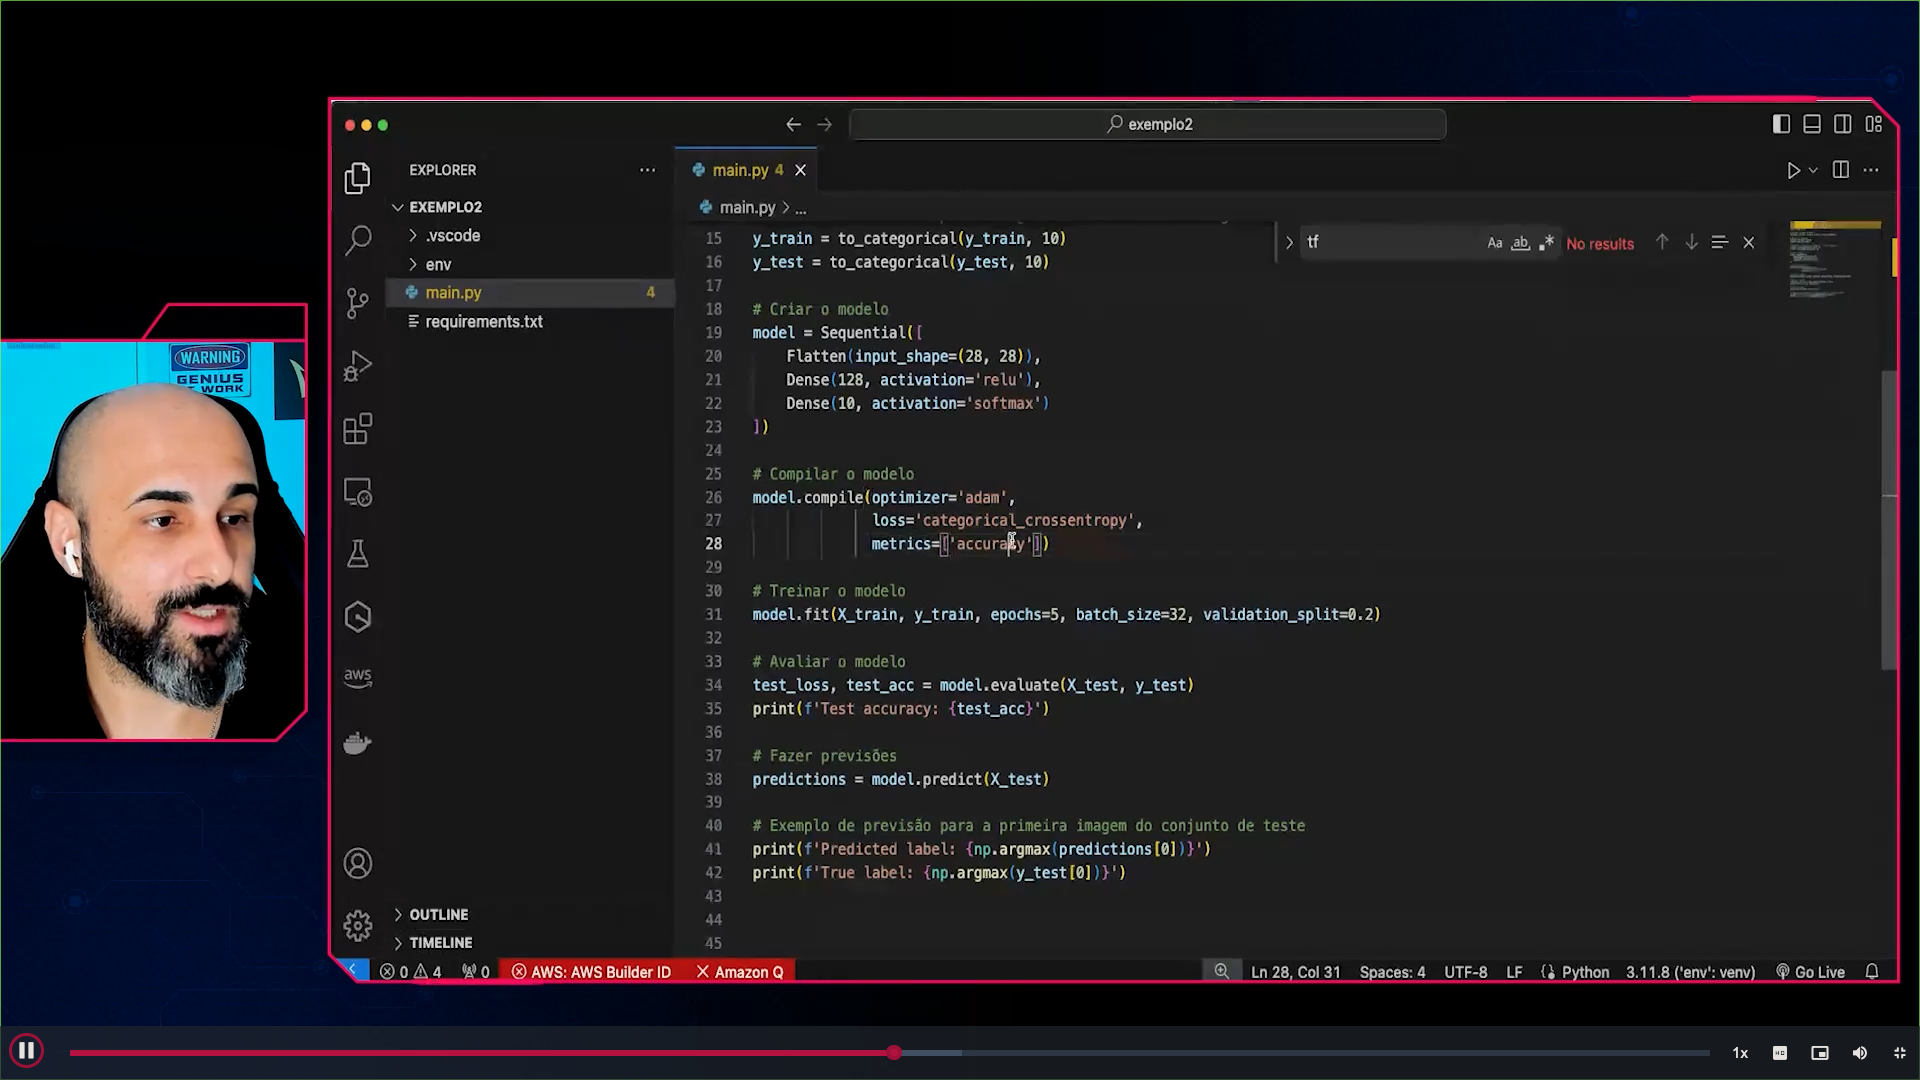 exemplo2
EXPLORER
EXEMPLO2
.vscode
env
main.py 4
requirements.txt
OUTLINE
TIMELINE
main.py 4
main.py > ...
tf
Aa ab
No results
15 y_train = to_categorical(y_train, 10)
16 y_test = to_categorical(y_test, 10)
17
18 # Criar o modelo
19 model = Sequential([
20 Flatten(input_shape=(28, 28)),
21 Dense(128, activation='relu'),
22 Dense(10, activation='softmax')
23 ])
24
25 # Compilar o modelo
26 model.compile(optimizer='adam',
27 loss='categorical_crossentropy',
28 metrics=['accuracy'])
29
30 # Treinar o modelo
31 model.fit(X_train, y_train, epochs=5, batch_size=32, validation_split=0.2)
32
33 # Avaliar o modelo
34 test_loss, test_acc = model.evaluate(X_test, y_test)
35 print(f'Test accuracy: {test_acc}')
36
37 # Fazer previsões
38 predictions = model.predict(X_test)
39
40 # Exemplo de previsão para a primeira imagem do conjunto de teste
41 print(f'Predicted label: {np.argmax(predictions[0])}')
42 print(f'True label: {np.argmax(y_test[0])}')
43
44
45
aws
WARNING
GENIUS
AT WORK
0 4 0 AWS: AWS Builder ID Amazon Q Ln 28, Col 31 Spaces: 4 UTF-8 LF Python 3.11.8 ('env': venv) Go Live
1x HD